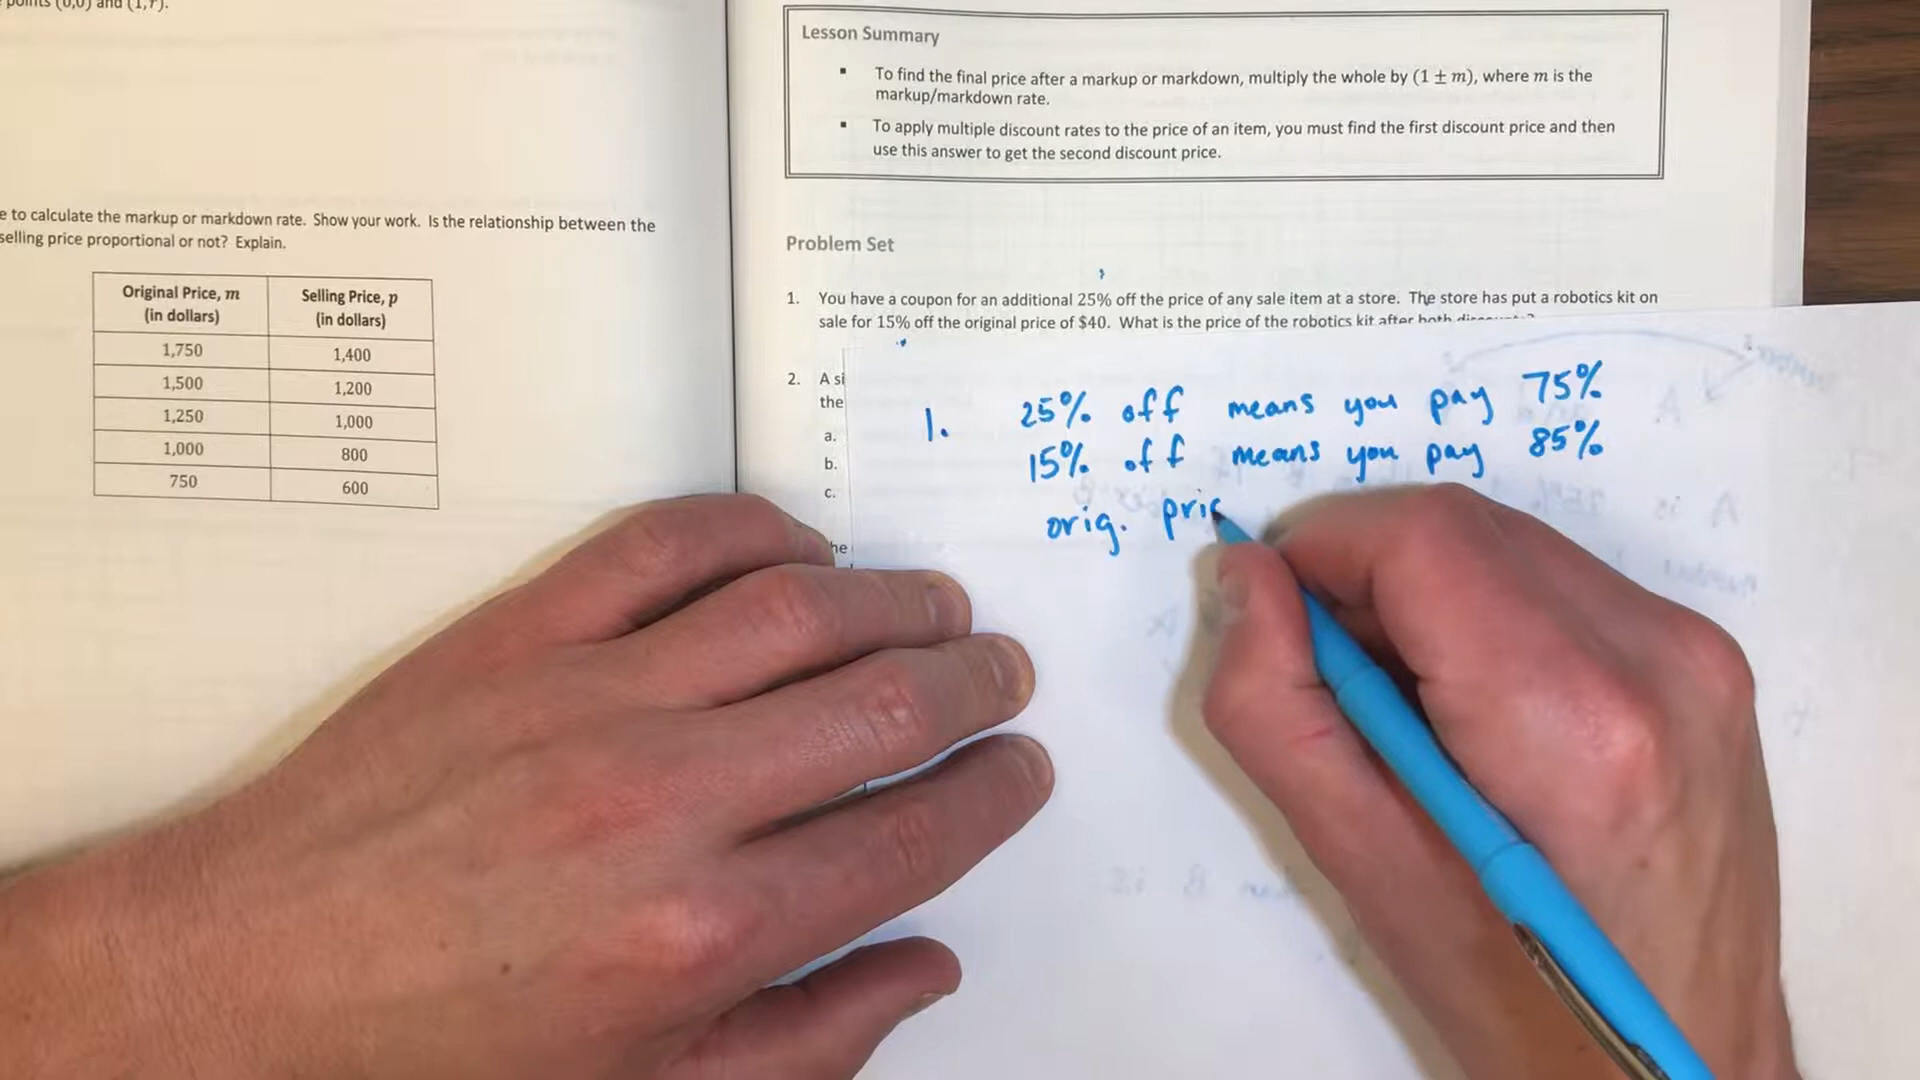 points (0,0) and (1,r).
e to calculate the markup or markdown rate. Show your work. Is the relationship between the
selling price proportional or not? Explain.
Original Price, m (in dollars) Selling Price, p (in dollars)
1,750 1,400
1,500 1,200
1,250 1,000
1,000 800
750 600
Lesson Summary
▪ To find the final price after a markup or markdown, multiply the whole by (1 ± m), where m is the
markup/markdown rate.
▪ To apply multiple discount rates to the price of an item, you must find the first discount price and then
use this answer to get the second discount price.
Problem Set
1. You have a coupon for an additional 25% off the price of any sale item at a store. The store has put a robotics kit on
sale for 15% off the original price of $40. What is the price of the robotics kit after both
2. A si
the
a.
b.
c.
he
1. 25% off means you pay 75%
15% off means you pay 85%
orig. pric